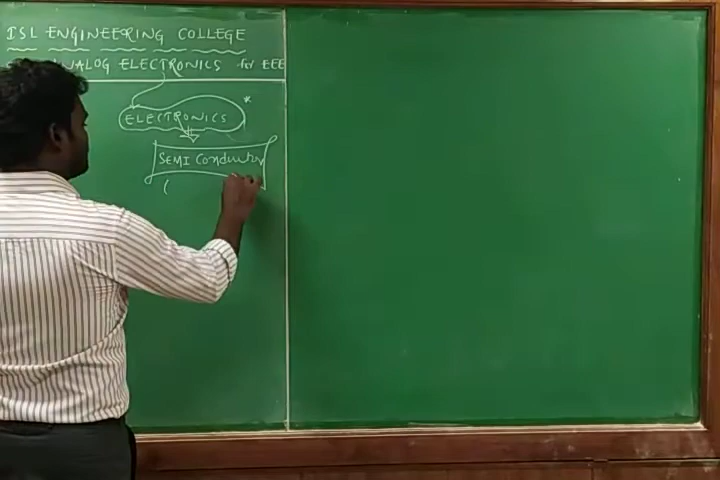 ISL ENGINEERING COLLEGE
ANALOG ELECTRONICS for EEE
ELECTRONICS *
SEMI Conductor
(